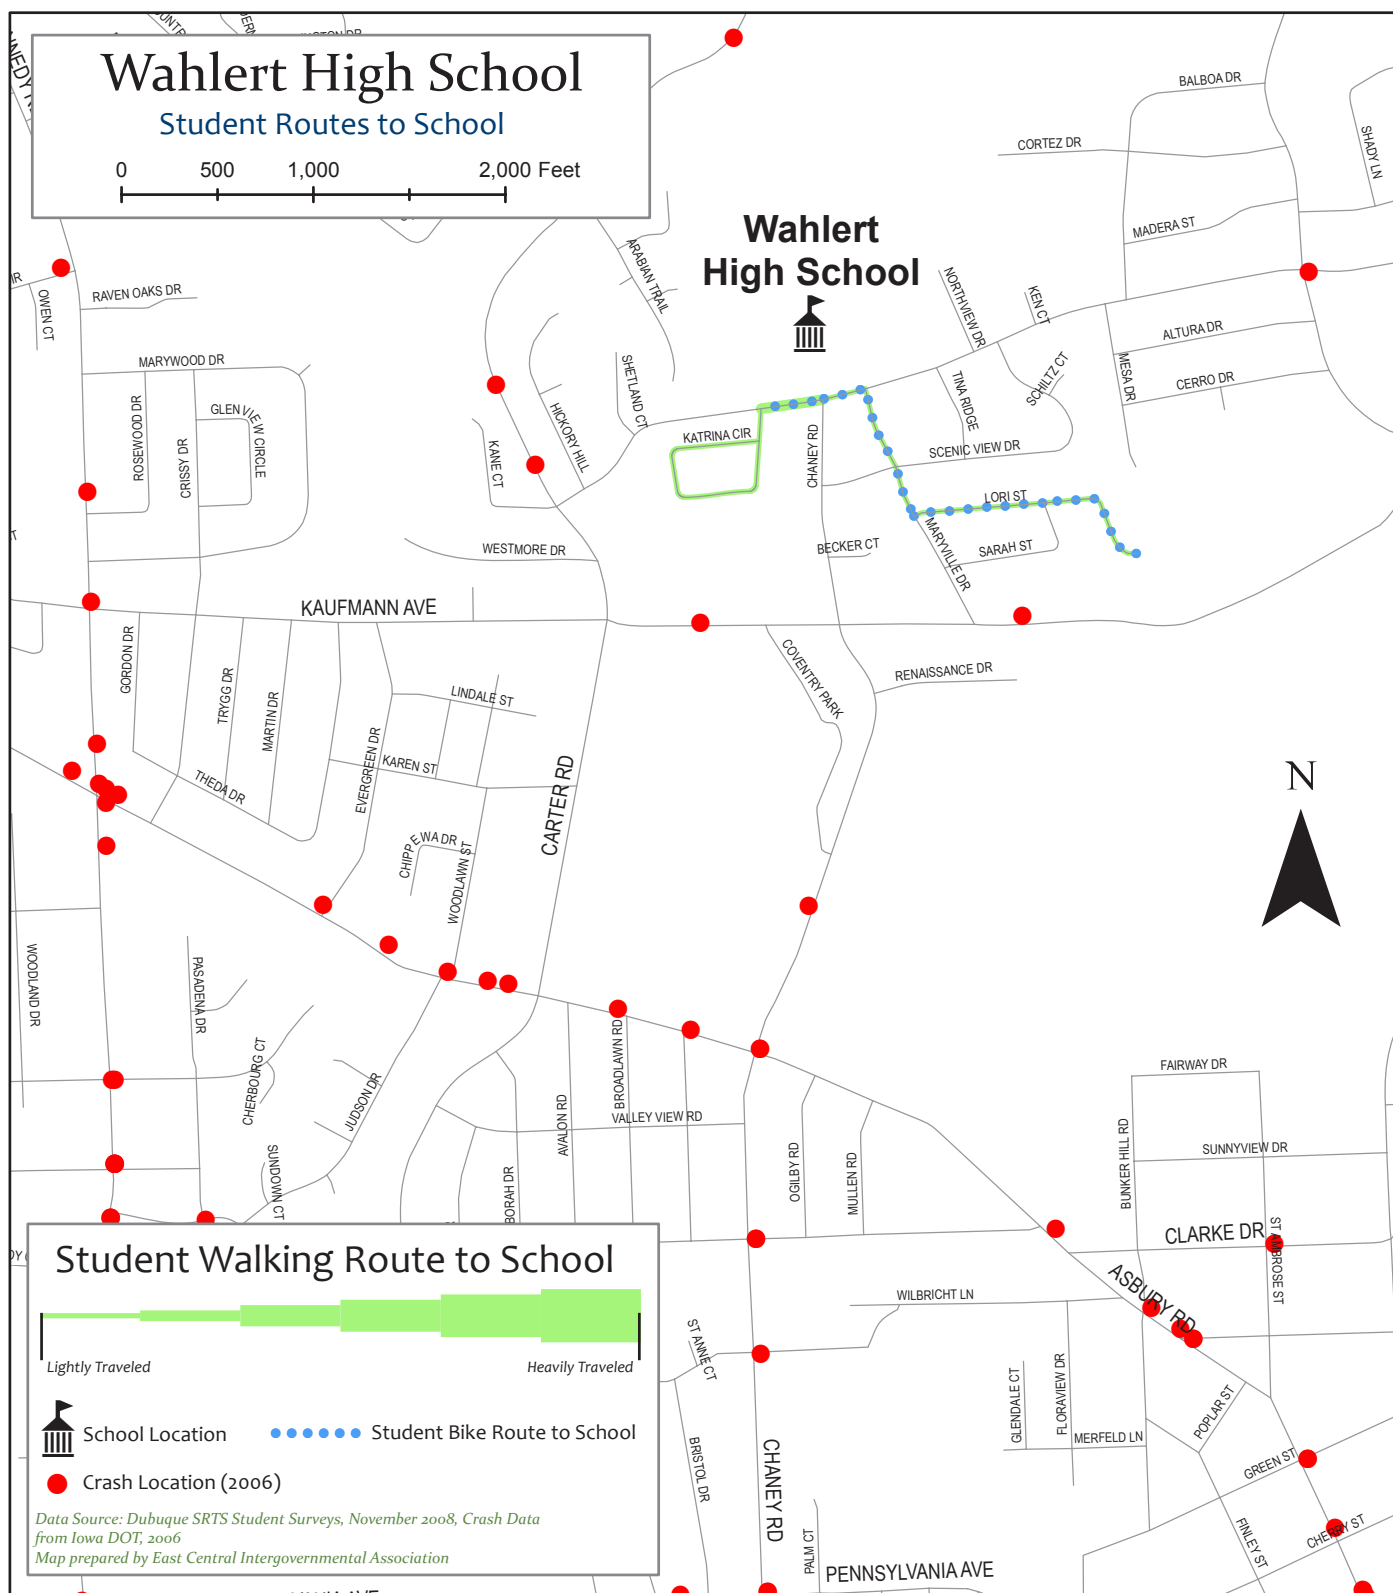 Wahlert High School
Student Routes to School
0 500 1,000 2,000 Feet
Wahlert
High School
BALBOA DR
CORTEZ DR
SHADY LN
MADERA ST
ARABIAN TRAIL
NORTHVIEW DR
KEN CT
OWEN CT
RAVEN OAKS DR
ALTURA DR
MARYWOOD DR
SHETLAND CT
TINA RIDGE
SCHILTZ CT
MESA DR
CERRO DR
ROSEWOOD DR
GLEN VIEW CIRCLE
CRISSY DR
HICKORY HILL
KANE CT
KATRINA CIR
CHANEY RD
SCENIC VIEW DR
LORI ST
WESTMORE DR
BECKER CT
MARYVILLE DR
SARAH ST
KAUFMANN AVE
GORDON DR
TRYGG DR
MARTIN DR
LINDALE ST
COVENTRY PARK
RENAISSANCE DR
EVERGREEN DR
KAREN ST
THEDA DR
CARTER RD
CHIPPEWA DR
WOODLAWN ST
N
WOODLAND DR
PASADENA DR
CHERBOURG CT
JUDSON DR
BROADLAWN RD
AVALON RD
VALLEY VIEW RD
OGILBY RD
MULLEN RD
FAIRWAY DR
BUNKER HILL RD
SUNNYVIEW DR
SUNDOWN CT
BORAH DR
CLARKE DR
ST AMBROSE ST
ASBURY RD
WILBRICHT LN
ST ANNE CT
GLENDALE CT
FLORAVIEW DR
MERFELD LN
POPLAR ST
GREEN ST
BRISTOL DR
CHANEY RD
PALM CT
PENNSYLVANIA AVE
FINLEY ST
CHERRY ST
Student Walking Route to School
Lightly Traveled Heavily Traveled
School Location Student Bike Route to School
Crash Location (2006)
Data Source: Dubuque SRTS Student Surveys, November 2008, Crash Data
from Iowa DOT, 2006
Map prepared by East Central Intergovernmental Association